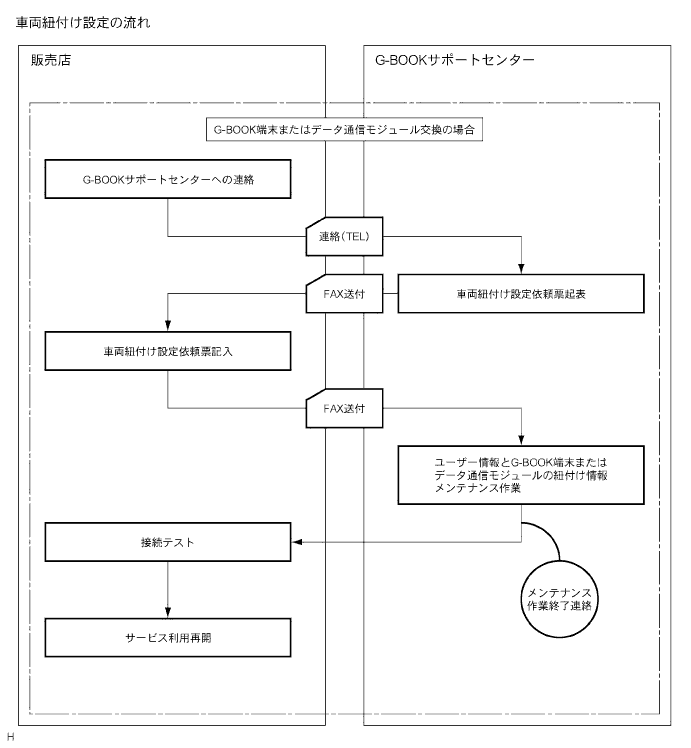 車両紐付け設定の流れ
販売店
G-BOOKサポートセンター
G-BOOK端末またはデータ通信モジュール交換の場合
G-BOOKサポートセンターへの連絡
連絡(TEL)
FAX送付
車両紐付け設定依頼票起表
車両紐付け設定依頼票記入
FAX送付
ユーザー情報とG-BOOK端末または
データ通信モジュールの紐付け情報
メンテナンス作業
接続テスト
メンテナンス
作業終了連絡
サービス利用再開
H